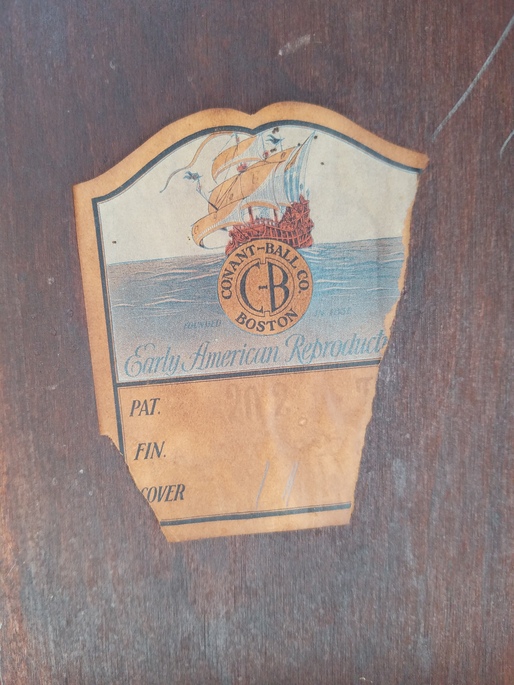 CONANT-BALL CO.
C-B
BOSTON
FOUNDED
Early American Reproduct
PAT.
FIN.
COVER